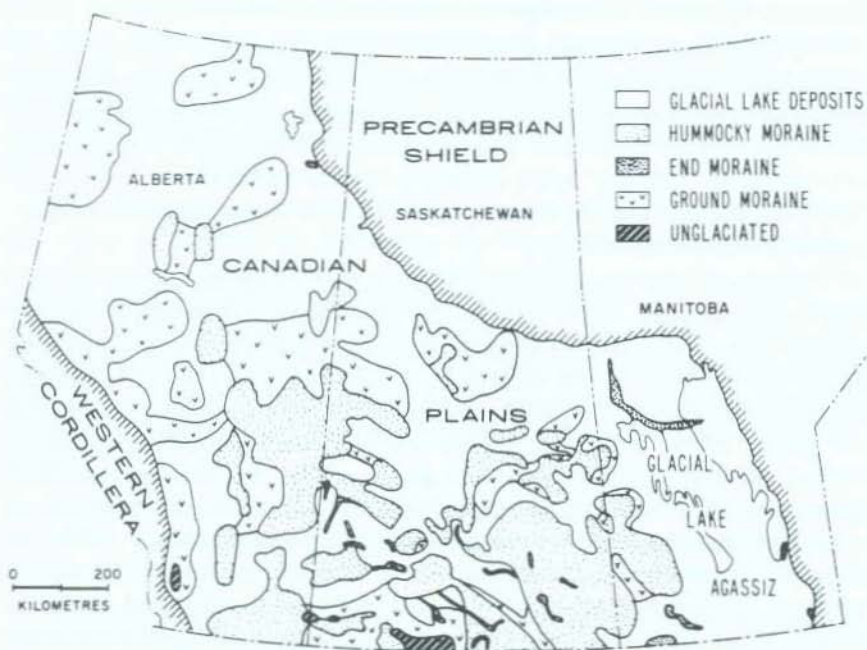 GLACIAL LAKE DEPOSITS
HUMMOCKY MORAINE
END MORAINE
GROUND MORAINE
UNGLACIATED
PRECAMBRIAN
SHIELD
ALBERTA
SASKATCHEWAN
CANADIAN
MANITOBA
WESTERN
CORDILLERA
PLAINS
GLACIAL
LAKE
AGASSIZ
0 200
KILOMETRES